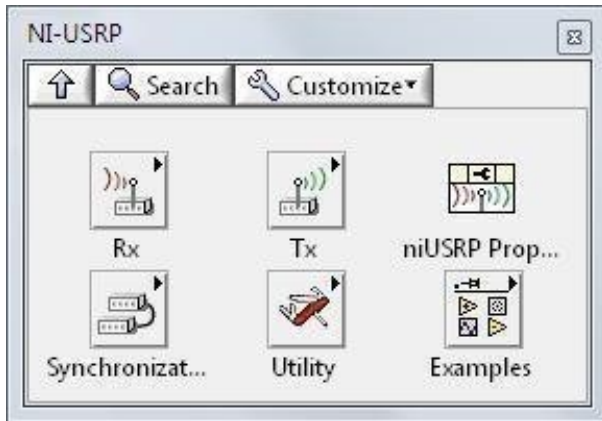 NI-USRP
Search Customize
Rx Tx niUSRP Prop...
Synchronizat... Utility Examples